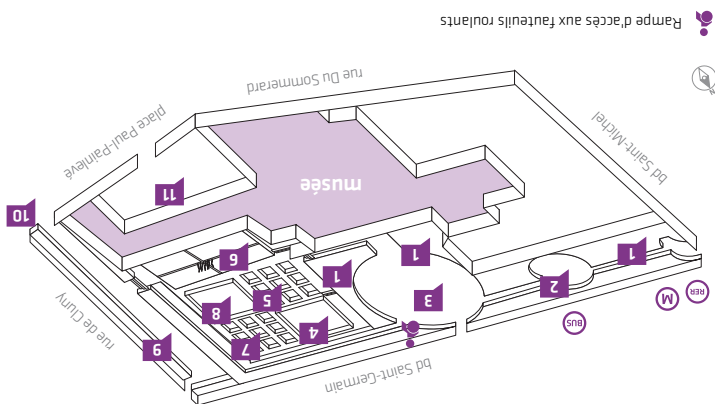 bd Saint-Germain
7
9
BUS
rue de Cluny
4
8
3
5
M
RER
2
1
6
1
1
10
musée
11
bd Saint-Michel
place Paul-Painlevé
rue Du Sommerard
N
Rampe d'accès aux fauteuils roulants